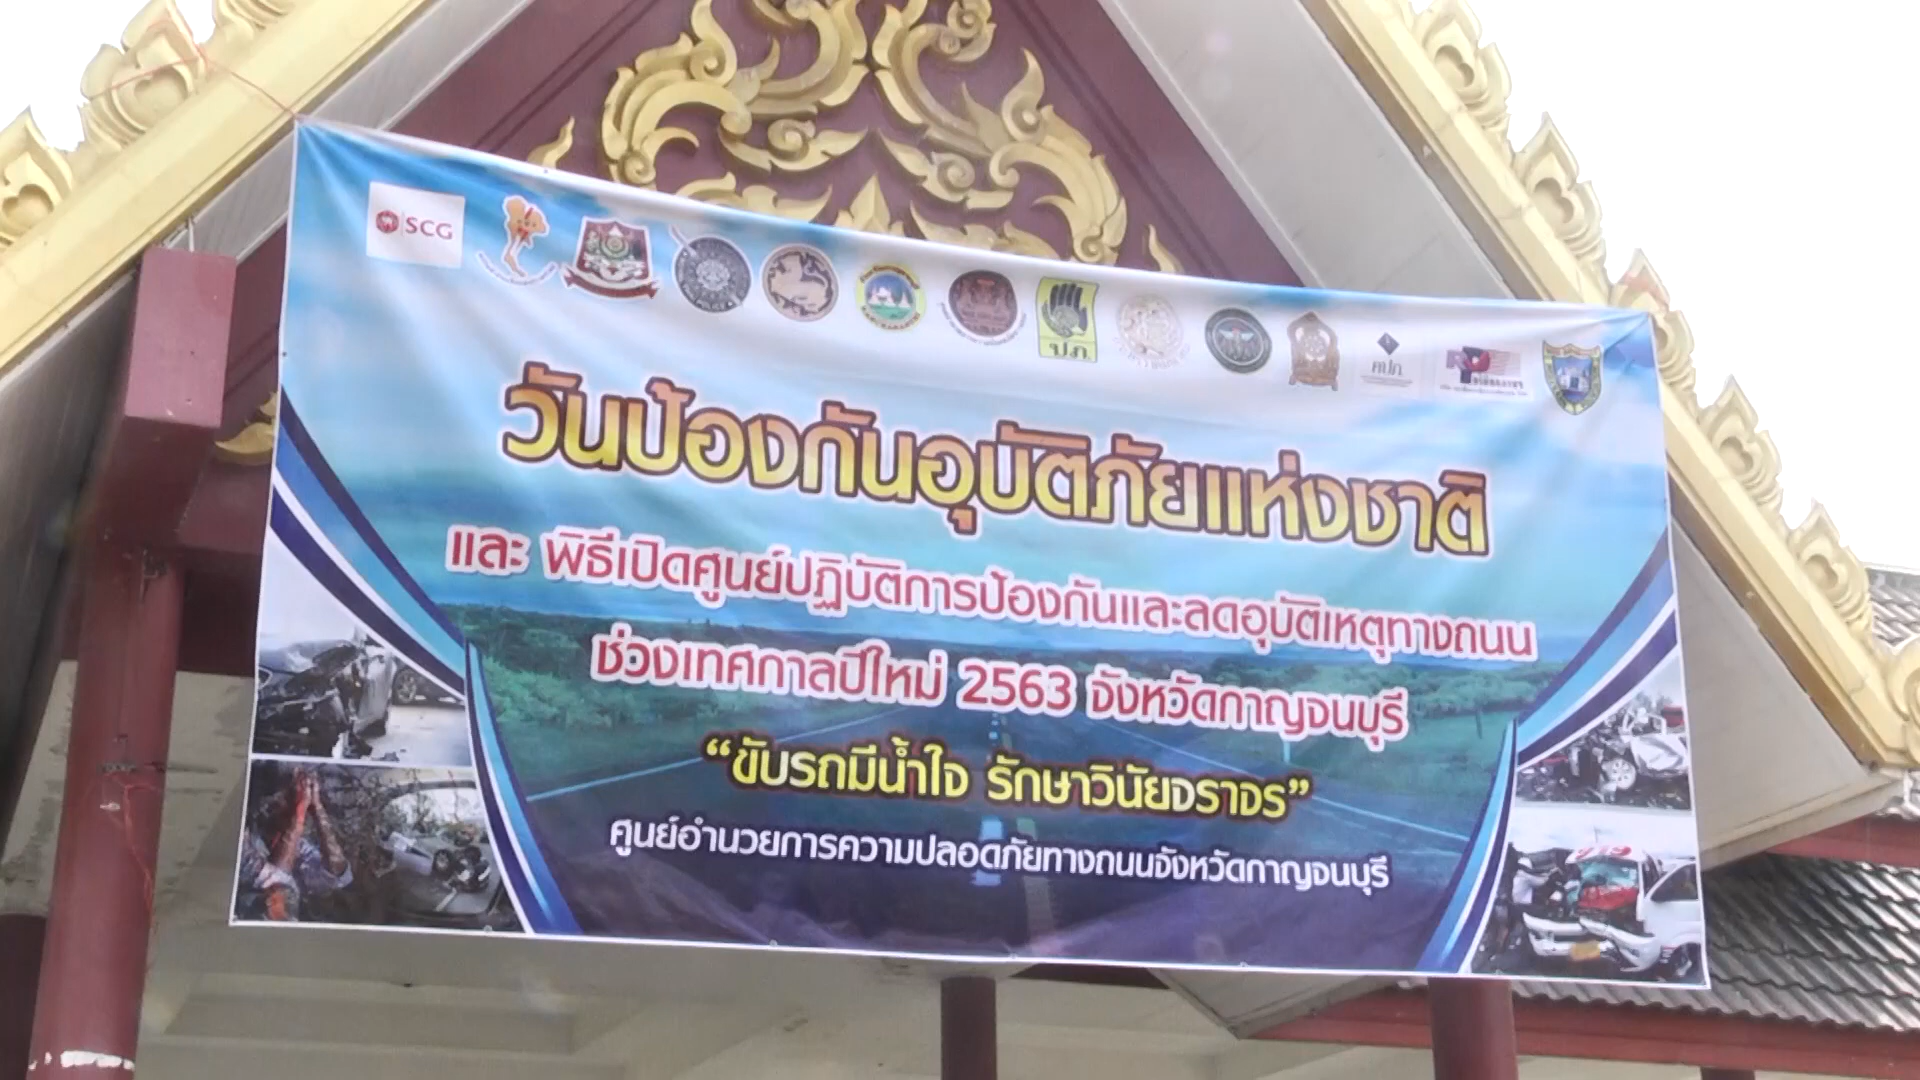 SCG
ปภ.
คปภ.
วันป้องกันอุบัติภัยแห่งชาติ
และ พิธีเปิดศูนย์ปฏิบัติการป้องกันและลดอุบัติเหตุทางถนน
ช่วงเทศกาลปีใหม่ 2563 จังหวัดกาญจนบุรี
“ขับรถมีน้ำใจ รักษาวินัยจราจร”
ศูนย์อำนวยการความปลอดภัยทางถนนจังหวัดกาญจนบุรี